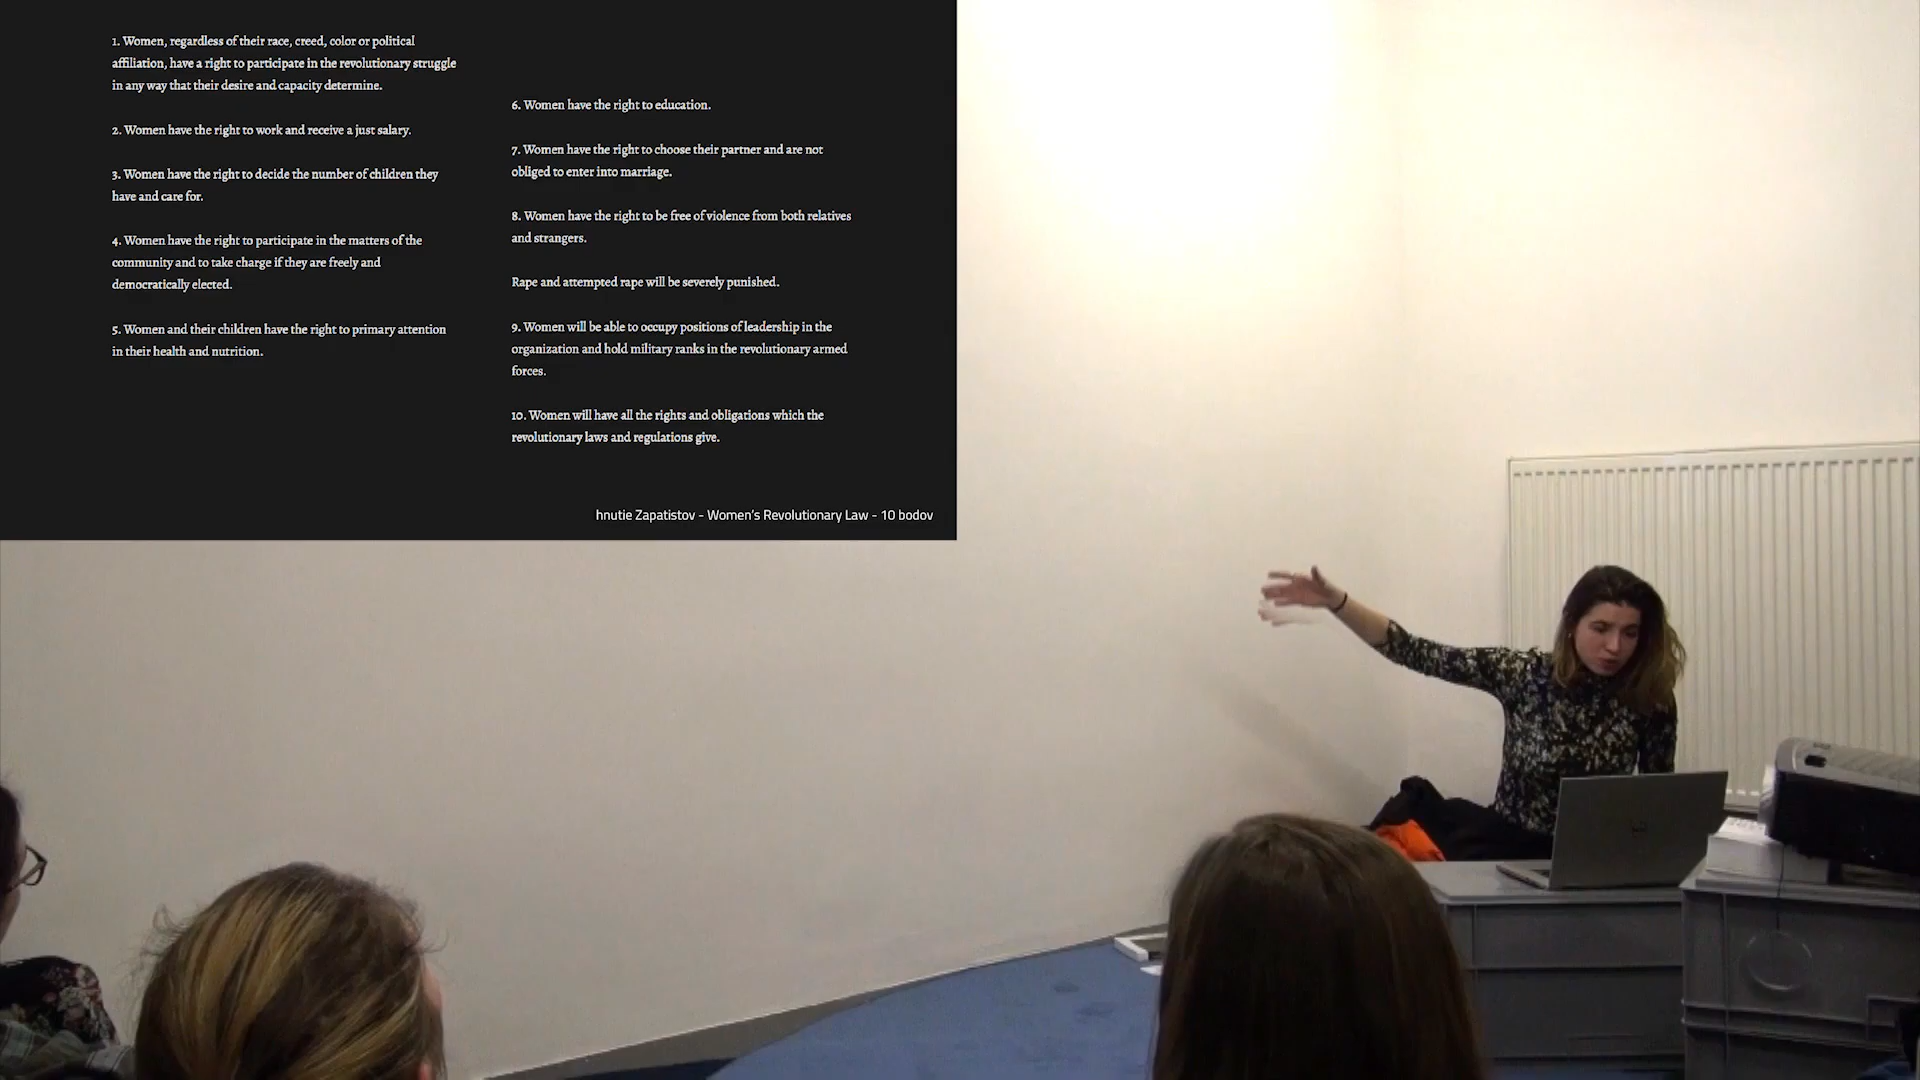 1. Women, regardless of their race, creed, color or political
affiliation, have a right to participate in the revolutionary struggle
in any way that their desire and capacity determine.
2. Women have the right to work and receive a just salary.
3. Women have the right to decide the number of children they
have and care for.
4. Women have the right to participate in the matters of the
community and to take charge if they are freely and
democratically elected.
5. Women and their children have the right to primary attention
in their health and nutrition.
6. Women have the right to education.
7. Women have the right to choose their partner and are not
obliged to enter into marriage.
8. Women have the right to be free of violence from both relatives
and strangers.
Rape and attempted rape will be severely punished.
9. Women will be able to occupy positions of leadership in the
organization and hold military ranks in the revolutionary armed
forces.
10. Women will have all the rights and obligations which the
revolutionary laws and regulations give.
hnutie Zapatistov - Women's Revolutionary Law - 10 bodov